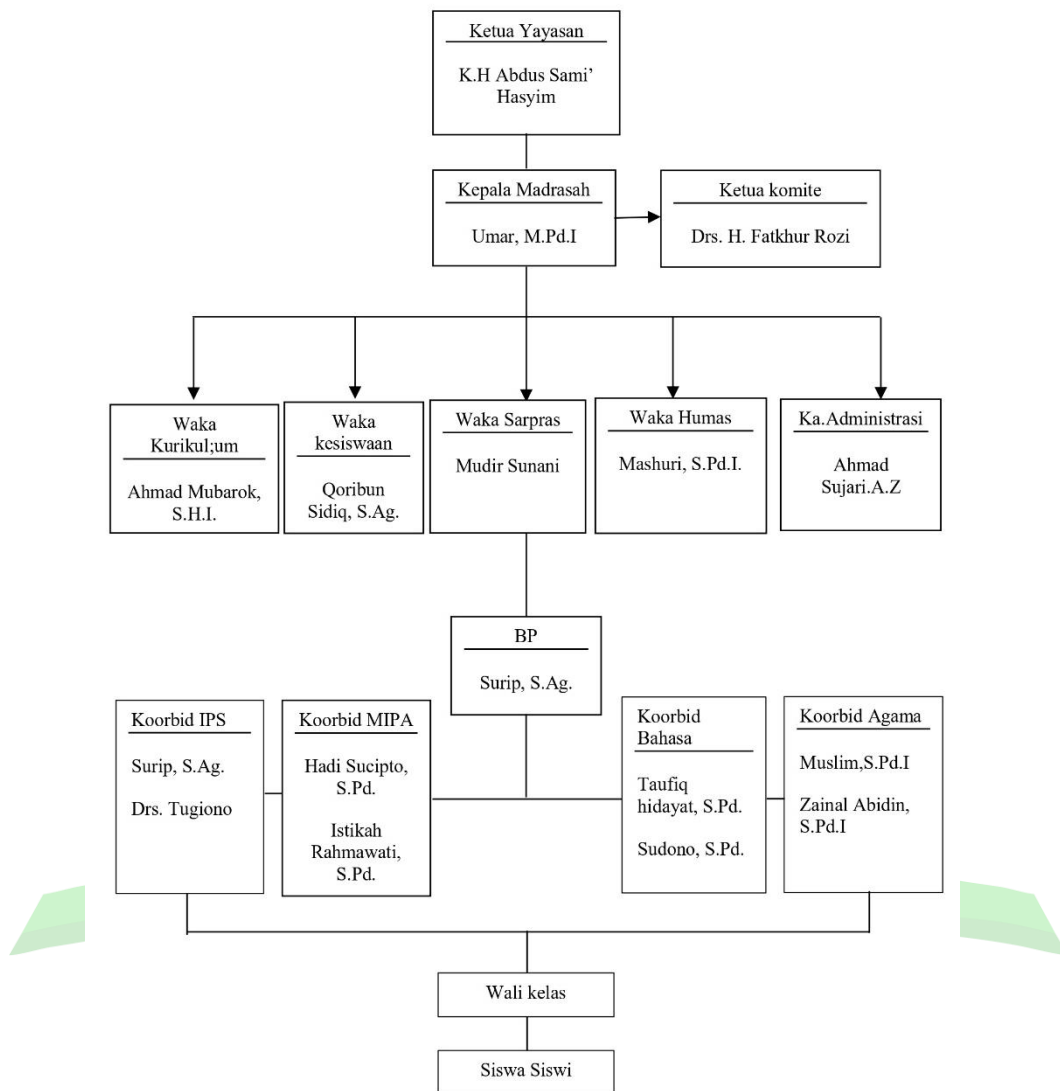 Ketua Yayasan
K.H Abdus Sami’
Hasyim
Kepala Madrasah
Umar, M.Pd.I
Ketua komite
Drs. H. Fatkhur Rozi
Waka
Kurikul;um
Ahmad Mubarok,
S.H.I.
Waka
kesiswaan
Qoribun
Sidiq, S.Ag.
Waka Sarpras
Mudir Sunani
Waka Humas
Mashuri, S.Pd.I.
Ka.Administrasi
Ahmad
Sujari.A.Z
BP
Surip, S.Ag.
Koorbid IPS
Surip, S.Ag.
Drs. Tugiono
Koorbid MIPA
Hadi Sucipto,
S.Pd.
Istikah
Rahmawati,
S.Pd.
Koorbid
Bahasa
Taufiq
hidayat, S.Pd.
Sudono, S.Pd.
Koorbid Agama
Muslim,S.Pd.I
Zainal Abidin,
S.Pd.I
Wali kelas
Siswa Siswi